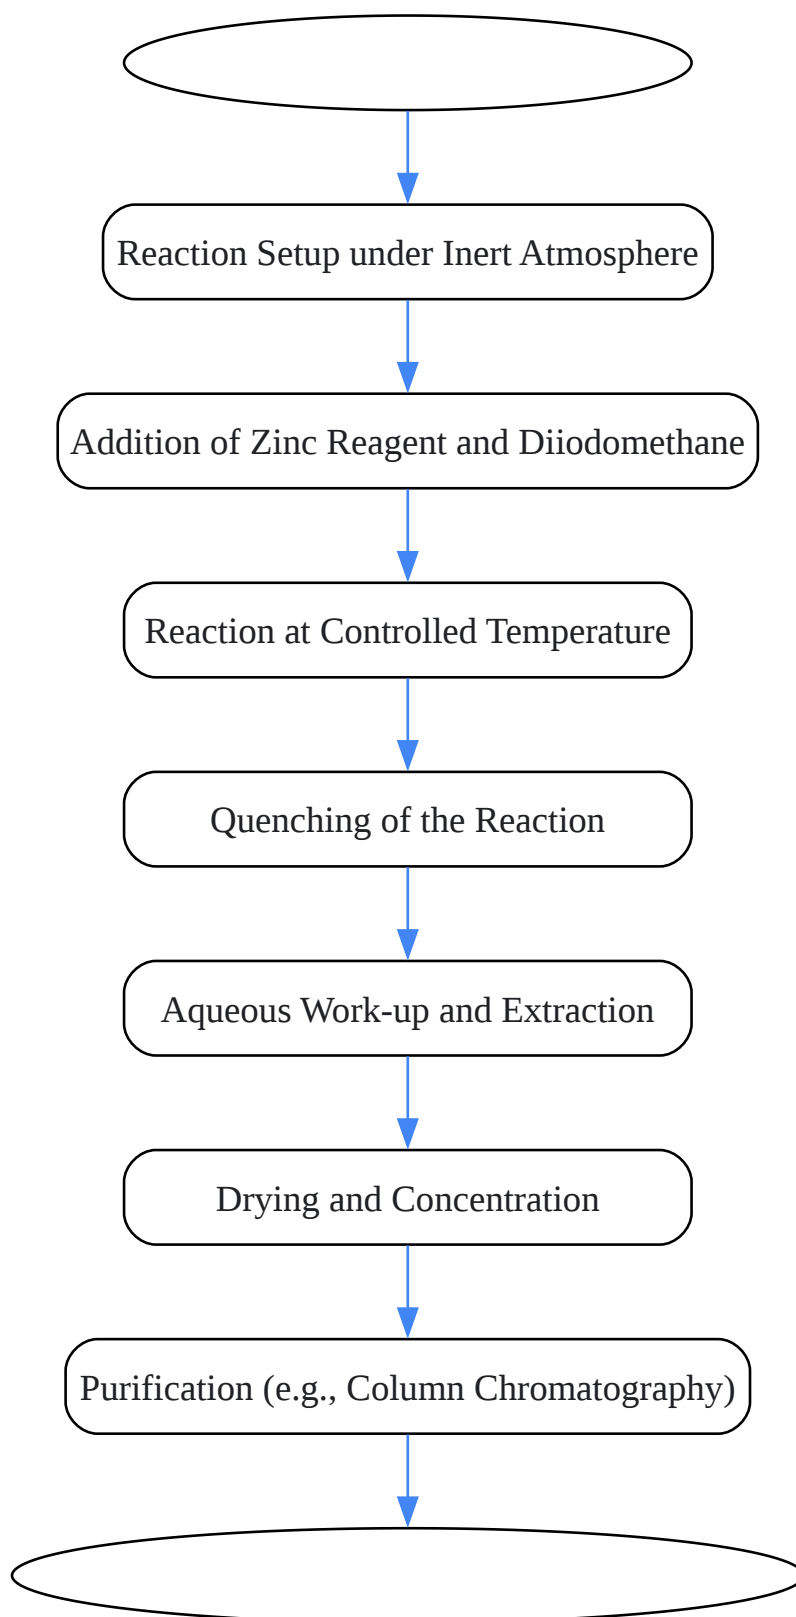 Reaction Setup under Inert Atmosphere
Addition of Zinc Reagent and Diiodomethane
Reaction at Controlled Temperature
Quenching of the Reaction
Aqueous Work-up and Extraction
Drying and Concentration
Purification (e.g., Column Chromatography)